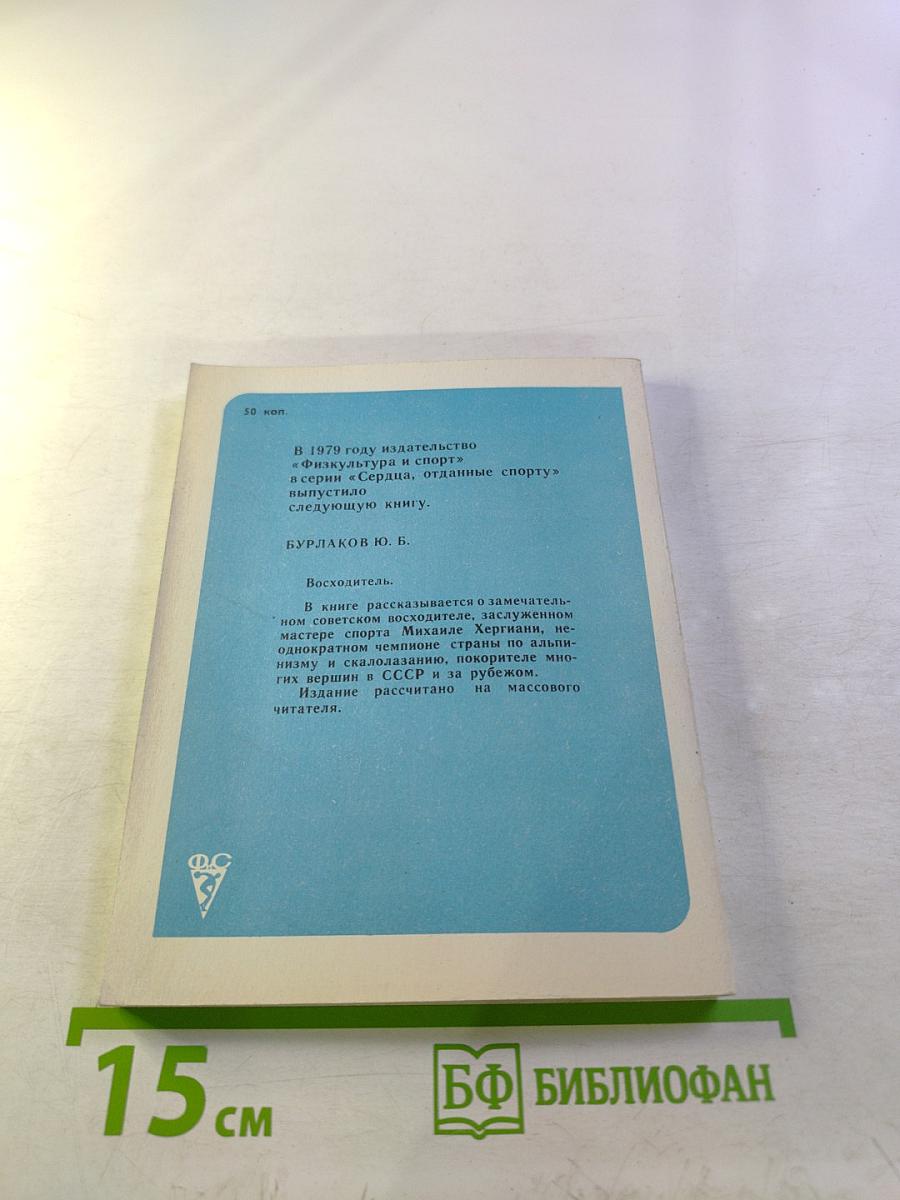 50 коп.
В 1979 году издательство
«Физкультура и спорт»
в серии «Сердца, отданные спорту»
выпустило
следующую книгу.
БУРЛАКОВ Ю. Б.
Восходитель.
В книге рассказывается о замечатель-
ном советском восходителе, заслуженном
мастере спорта Михаиле Хергиани, не-
однократном чемпионе страны по альпи-
низму и скалолазанию, покорителе мно-
гих вершин в СССР и за рубежом.
Издание рассчитано на массового
читателя.
ФиС
15 см
БФ БИБЛИОФАН